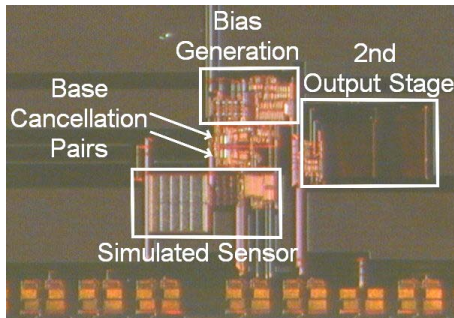 Bias
Generation
2nd
Output Stage
Base
Cancellation
Pairs
Simulated Sensor